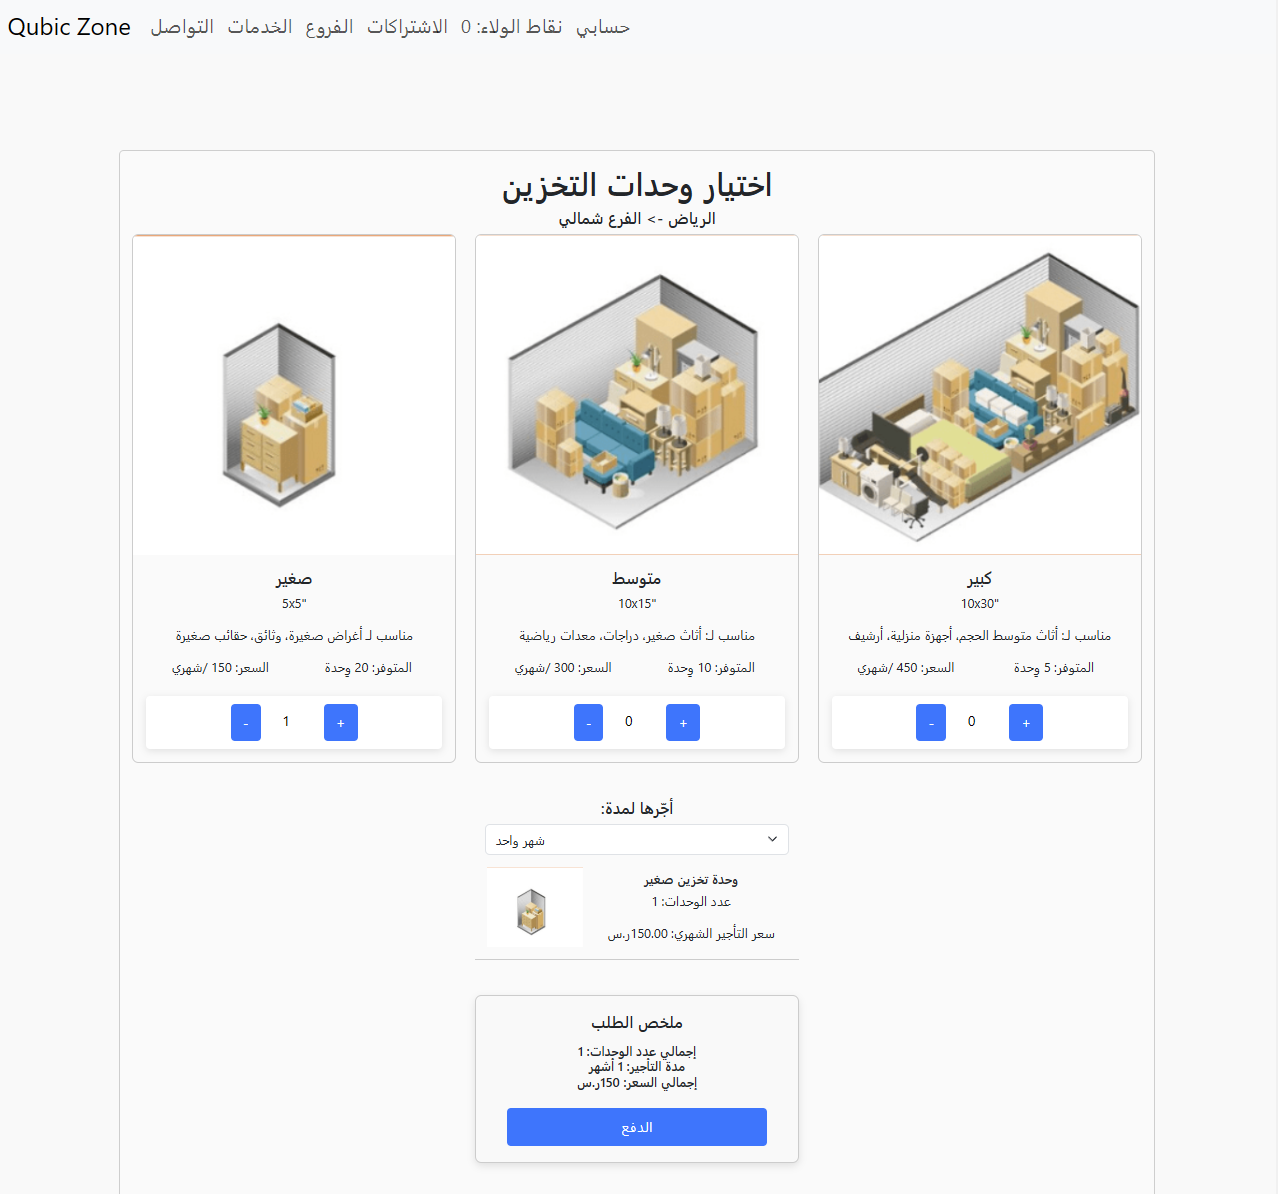 Qubic Zone التواصل الخدمات الفروع الاشتراكات نقاط الولاء: 0 حسابي
اختيار وحدات التخزين
الرياض -> الفرع شمالي
صغير
5x5"
مناسب لـ أغراض صغيرة، وثائق، حقائب صغيرة
المتوفر: 20 وِحدة
السعر: 150 /شهري
- 1 +
متوسط
10x15"
مناسب لـ: أثاث صغير، دراجات، معدات رياضية
المتوفر: 10 وِحدة
السعر: 300 /شهري
- 0 +
كبير
10x30"
مناسب لـ: أثاث متوسط الحجم، أجهزة منزلية، أرشيف
المتوفر: 5 وِحدة
السعر: 450 /شهري
- 0 +
أجّرها لمدة:
شهر واحد
وحدة تخزين صغير
عدد الوحدات: 1
سعر التأجير الشهري: 150.00ر.س
ملخص الطلب
إجمالي عدد الوحدات: 1
مدة التأجير: 1 أشهر
إجمالي السعر: 150ر.س
الدفع